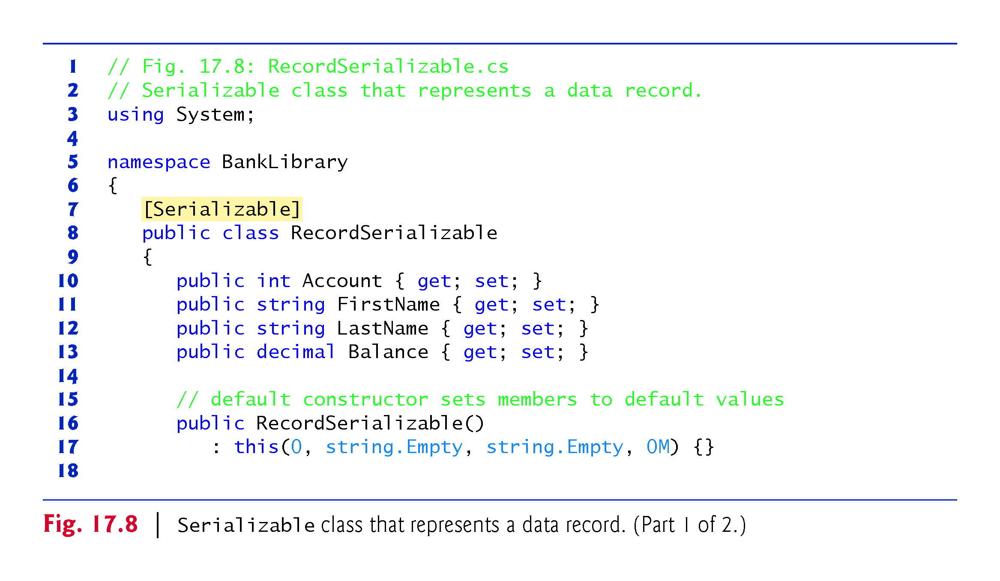 1 // Fig. 17.8: RecordSerializable.cs
2 // Serializable class that represents a data record.
3 using System;
4
5 namespace BankLibrary
6 {
7 [Serializable]
8 public class RecordSerializable
9 {
10 public int Account { get; set; }
11 public string FirstName { get; set; }
12 public string LastName { get; set; }
13 public decimal Balance { get; set; }
14
15 // default constructor sets members to default values
16 public RecordSerializable()
17 : this(0, string.Empty, string.Empty, 0M) {}
18
Fig. 17.8 | Serializable class that represents a data record. (Part 1 of 2.)